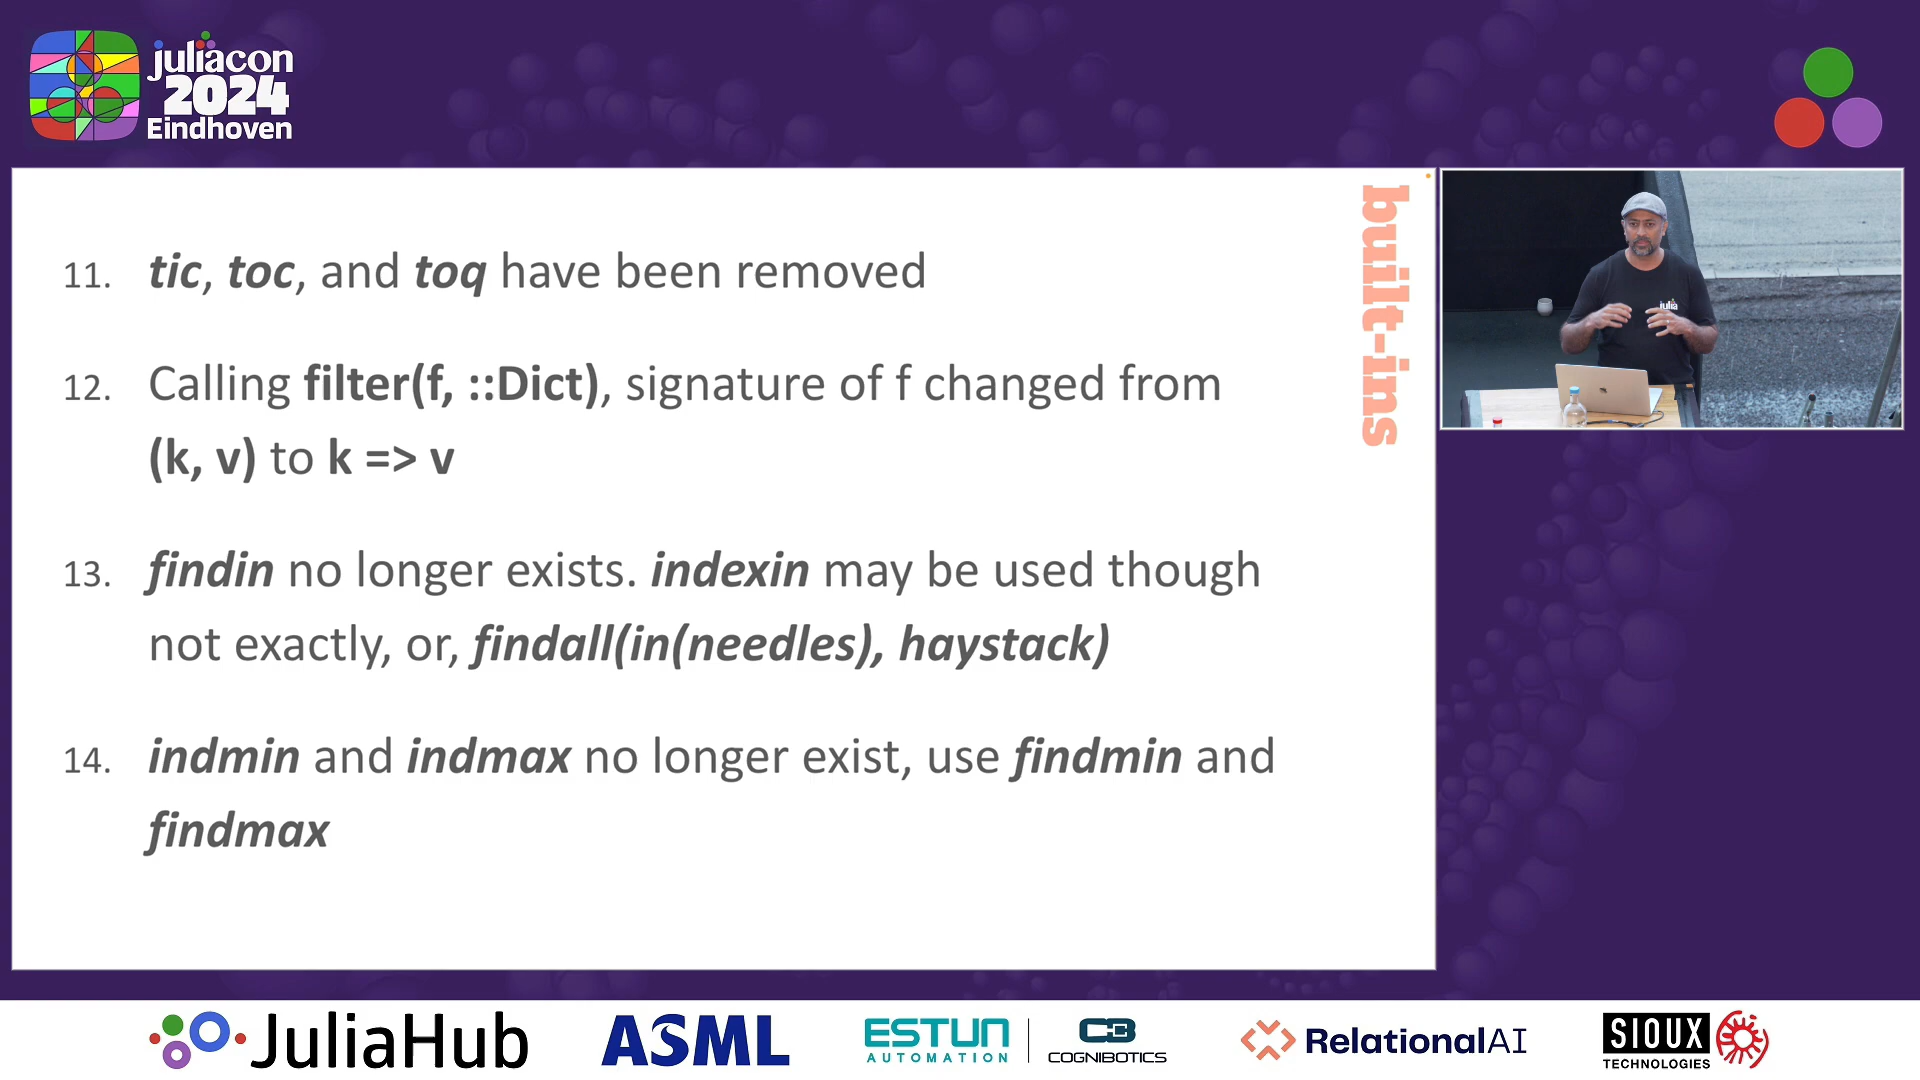 juliacon
2024
Eindhoven
built-ins
11. tic, toc, and toq have been removed
12. Calling filter(f, ::Dict), signature of f changed from
(k, v) to k => v
13. findin no longer exists. indexin may be used though
not exactly, or, findall(in(needles), haystack)
14. indmin and indmax no longer exist, use findmin and
findmax
julia
JuliaHub
ASML
ESTUN
AUTOMATION
COGNIBOTICS
RelationalAI
SIOUX
TECHNOLOGIES